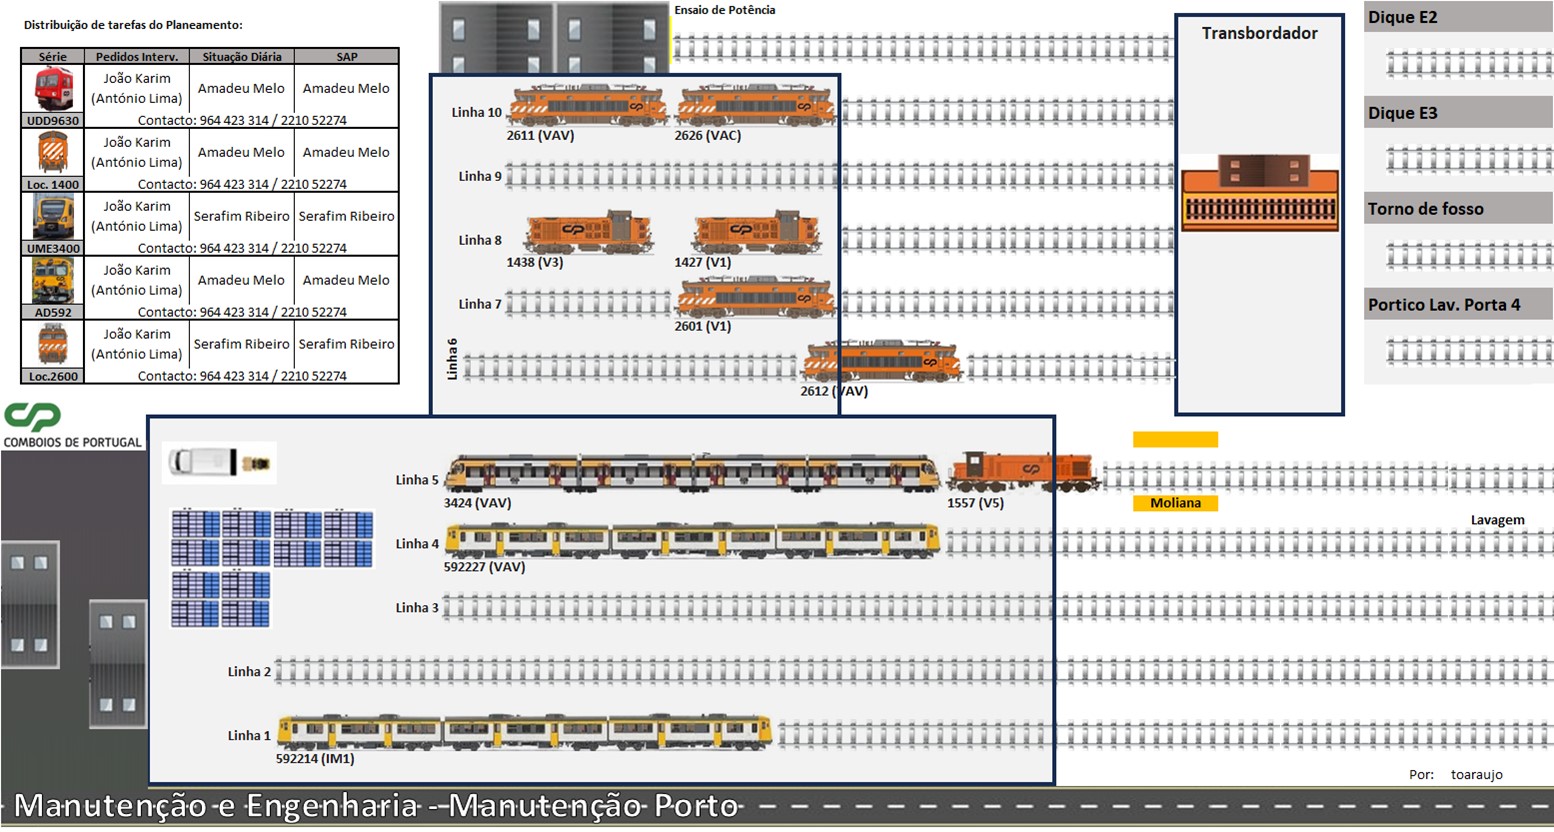 Distribuição de tarefas do Planeamento:
Série Pedidos Interv. Situação Diária SAP
João Karim
(António Lima) Amadeu Melo Amadeu Melo
UDD9630 Contacto: 964 423 314 / 2210 52274
João Karim
(António Lima) Amadeu Melo Amadeu Melo
Loc. 1400 Contacto: 964 423 314 / 2210 52274
João Karim
(António Lima) Serafim Ribeiro Serafim Ribeiro
UME3400 Contacto: 964 423 314 / 2210 52274
João Karim
(António Lima) Amadeu Melo Amadeu Melo
AD592 Contacto: 964 423 314 / 2210 52274
João Karim
(António Lima) Serafim Ribeiro Serafim Ribeiro
Loc.2600 Contacto: 964 423 314 / 2210 52274
CP
COMBOIOS DE PORTUGAL
Ensaio de Potência
Linha 10
2611 (VAV) 2626 (VAC)
Linha 9
Linha 8
1438 (V3) 1427 (V1)
Linha 7
2601 (V1)
Linha 6
2612 (VAV)
Transbordador
Dique E2
Dique E3
Torno de fosso
Portico Lav. Porta 4
Linha 5
3424 (VAV) 1557 (V5)
Moliana
Lavagem
Linha 4
592227 (VAV)
Linha 3
Linha 2
Linha 1
592214 (IM1)
Por: toaraujo
Manutenção e Engenharia - Manutenção Porto